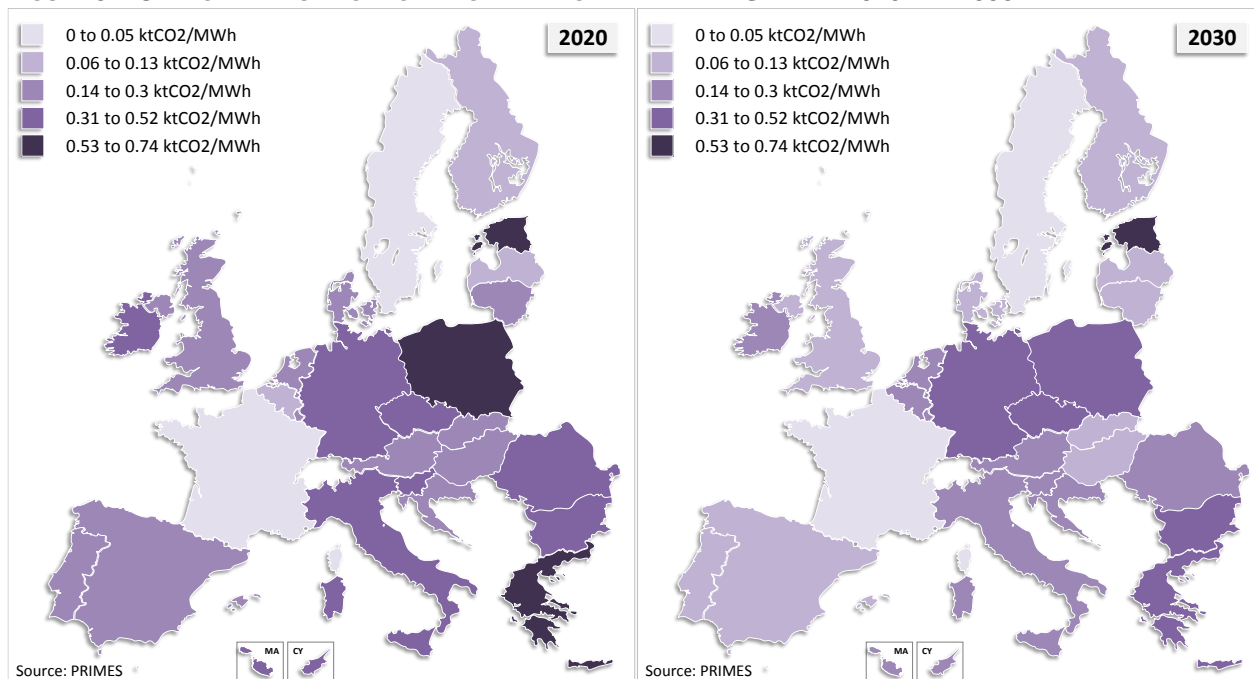 0 to 0.05 ktCO2/MWh
0.06 to 0.13 ktCO2/MWh
0.14 to 0.3 ktCO2/MWh
0.31 to 0.52 ktCO2/MWh
0.53 to 0.74 ktCO2/MWh
2020
MA
CY
Source: PRIMES
0 to 0.05 ktCO2/MWh
0.06 to 0.13 ktCO2/MWh
0.14 to 0.3 ktCO2/MWh
0.31 to 0.52 ktCO2/MWh
0.53 to 0.74 ktCO2/MWh
2030
MA
CY
Source: PRIMES